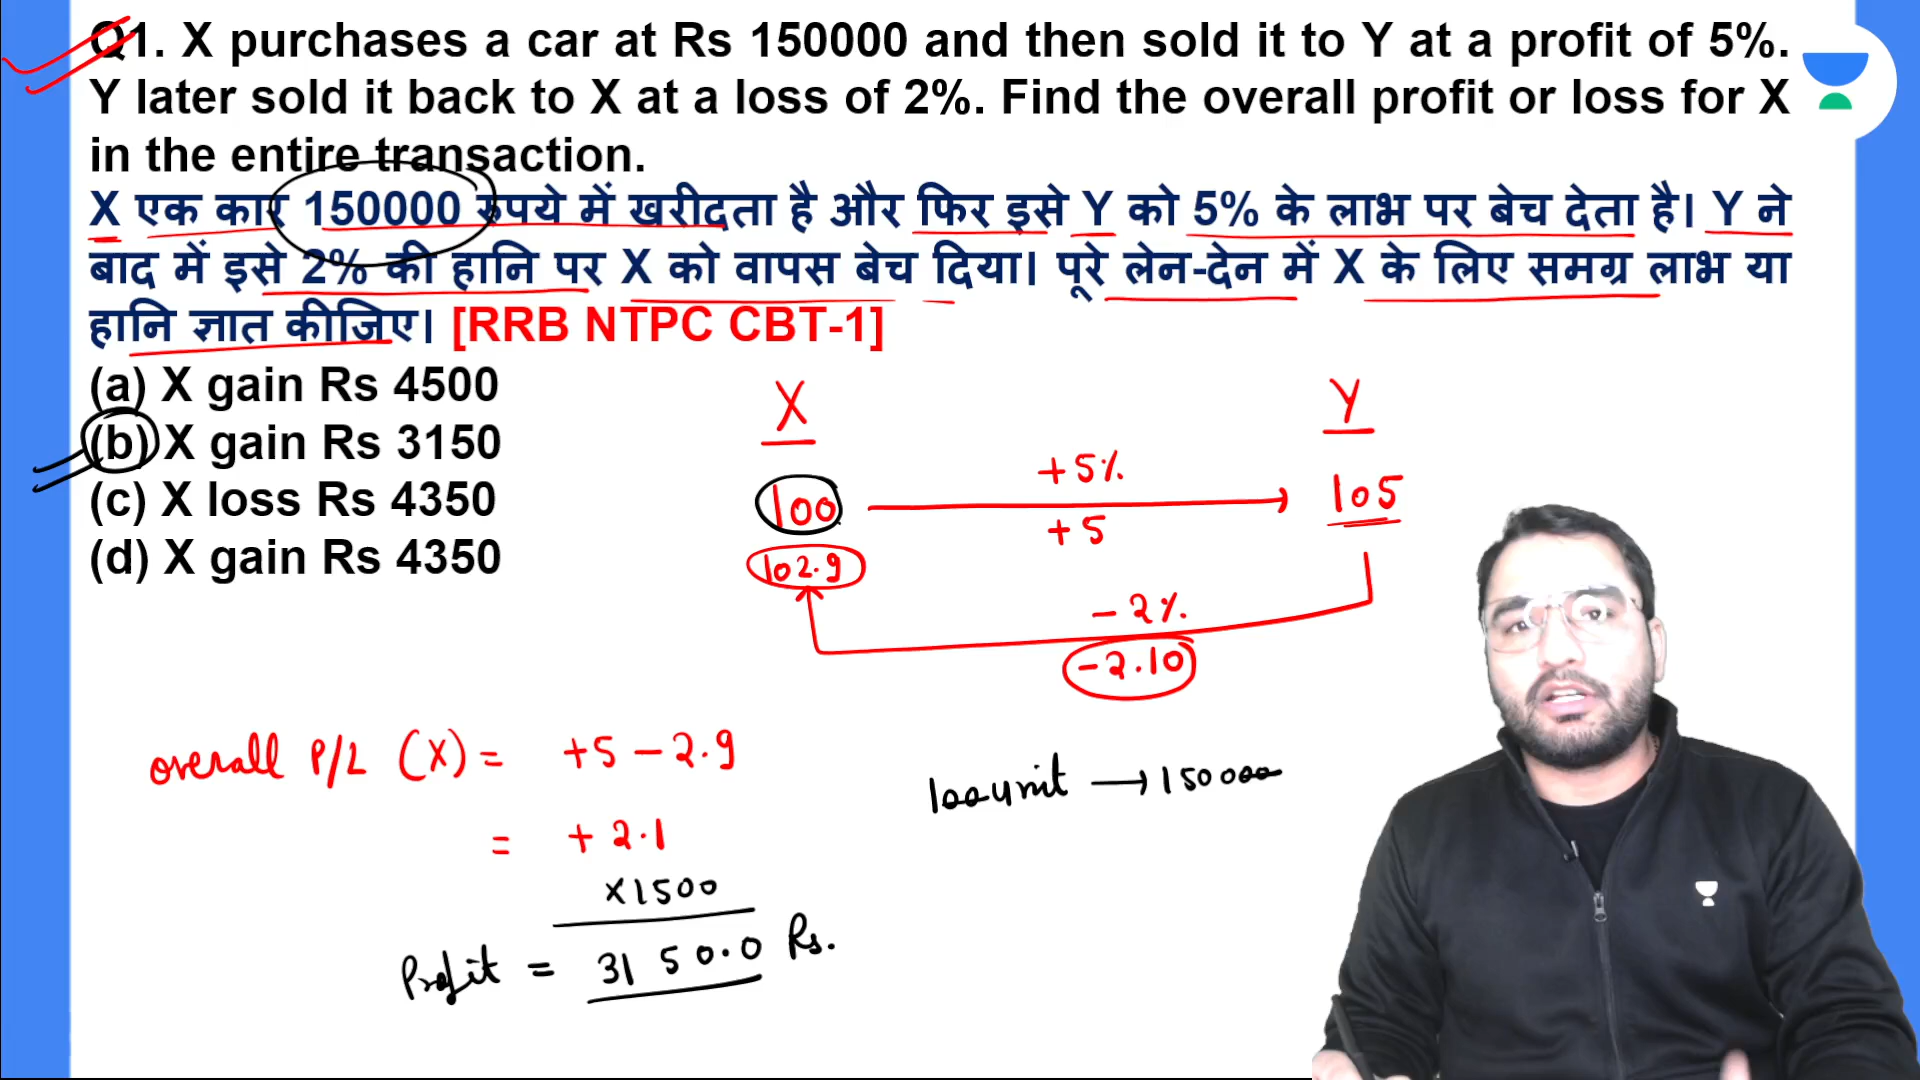 Q1. X purchases a car at Rs 150000 and then sold it to Y at a profit of 5%.
Y later sold it back to X at a loss of 2%. Find the overall profit or loss for X
in the entire transaction.
X एक कार 150000 रुपये में खरीदता है और फिर इसे Y को 5% के लाभ पर बेच देता है। Y ने
बाद में इसे 2% की हानि पर X को वापस बेच दिया। पूरे लेन-देन में X के लिए समग्र लाभ या
हानि ज्ञात कीजिए। [RRB NTPC CBT-1]
(a) X gain Rs 4500
(b) X gain Rs 3150
(c) X loss Rs 4350
(d) X gain Rs 4350
X
Y
+5%
100
105
+5
102.9
-2%
-2.10
overall P/L (X) = +5 - 2.9
= + 2.1
100unit → 150000
×1500
Profit = 3150.0 Rs.